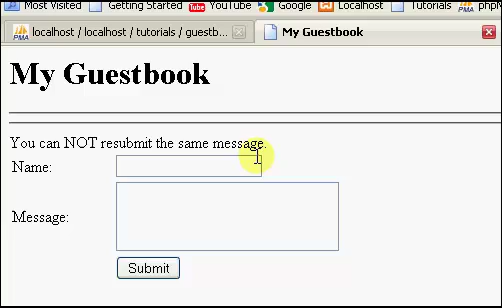 Most Visited Getting Started YouTube Google Localhost Tutorials
localhost / localhost / tutorials / guestb... My Guestbook
My Guestbook
You can NOT resubmit the same message.
Name:
Message:
Submit